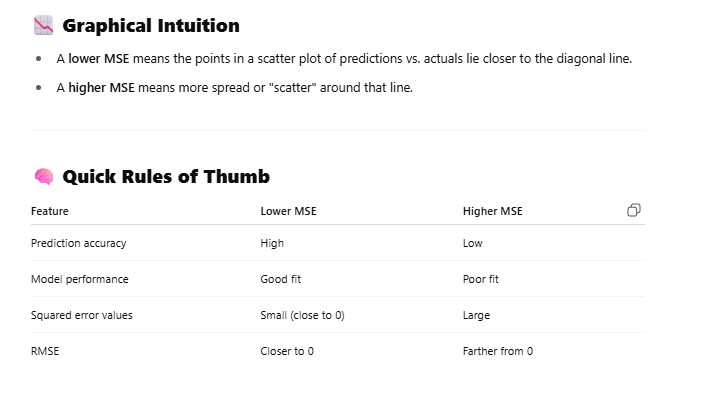 Graphical Intuition
A lower MSE means the points in a scatter plot of predictions vs. actuals lie closer to the diagonal line.
A higher MSE means more spread or "scatter" around that line.
Quick Rules of Thumb
Feature Lower MSE Higher MSE
Prediction accuracy High Low
Model performance Good fit Poor fit
Squared error values Small (close to 0) Large
RMSE Closer to 0 Farther from 0